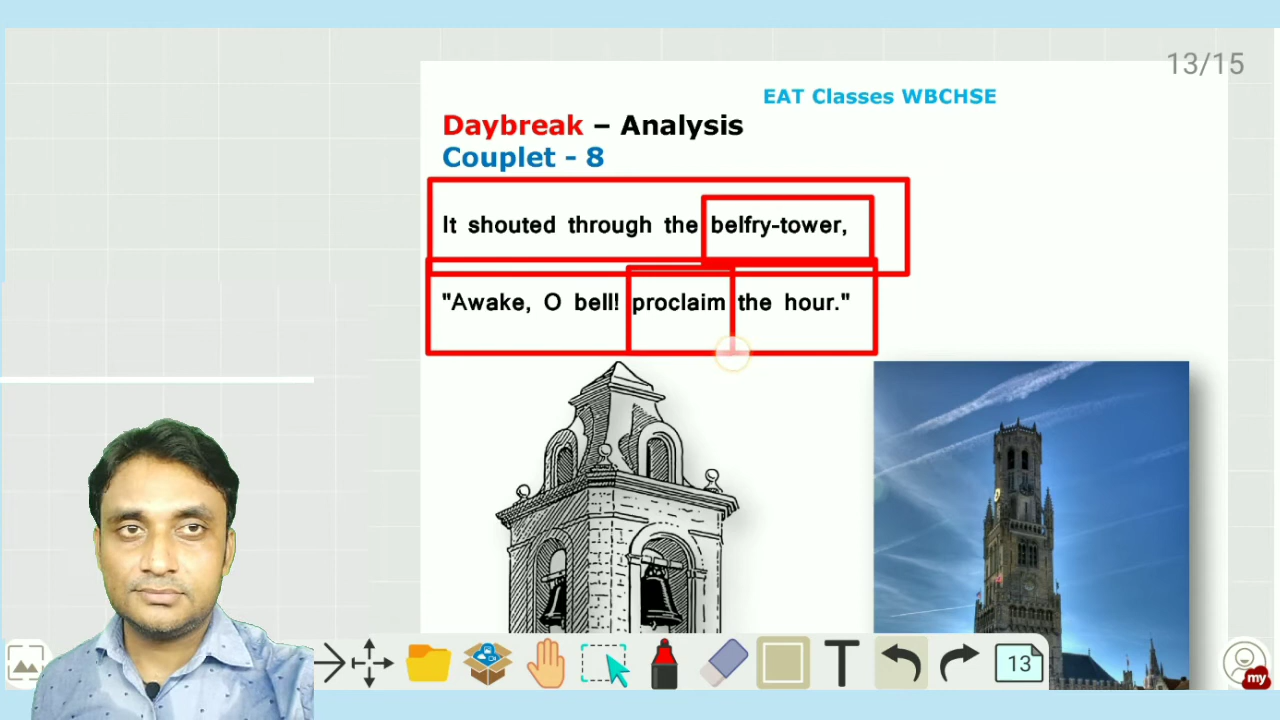 13/15
EAT Classes WBCHSE
Daybreak – Analysis
Couplet - 8
It shouted through the belfry-tower,
"Awake, O bell! proclaim the hour."
T
13
my